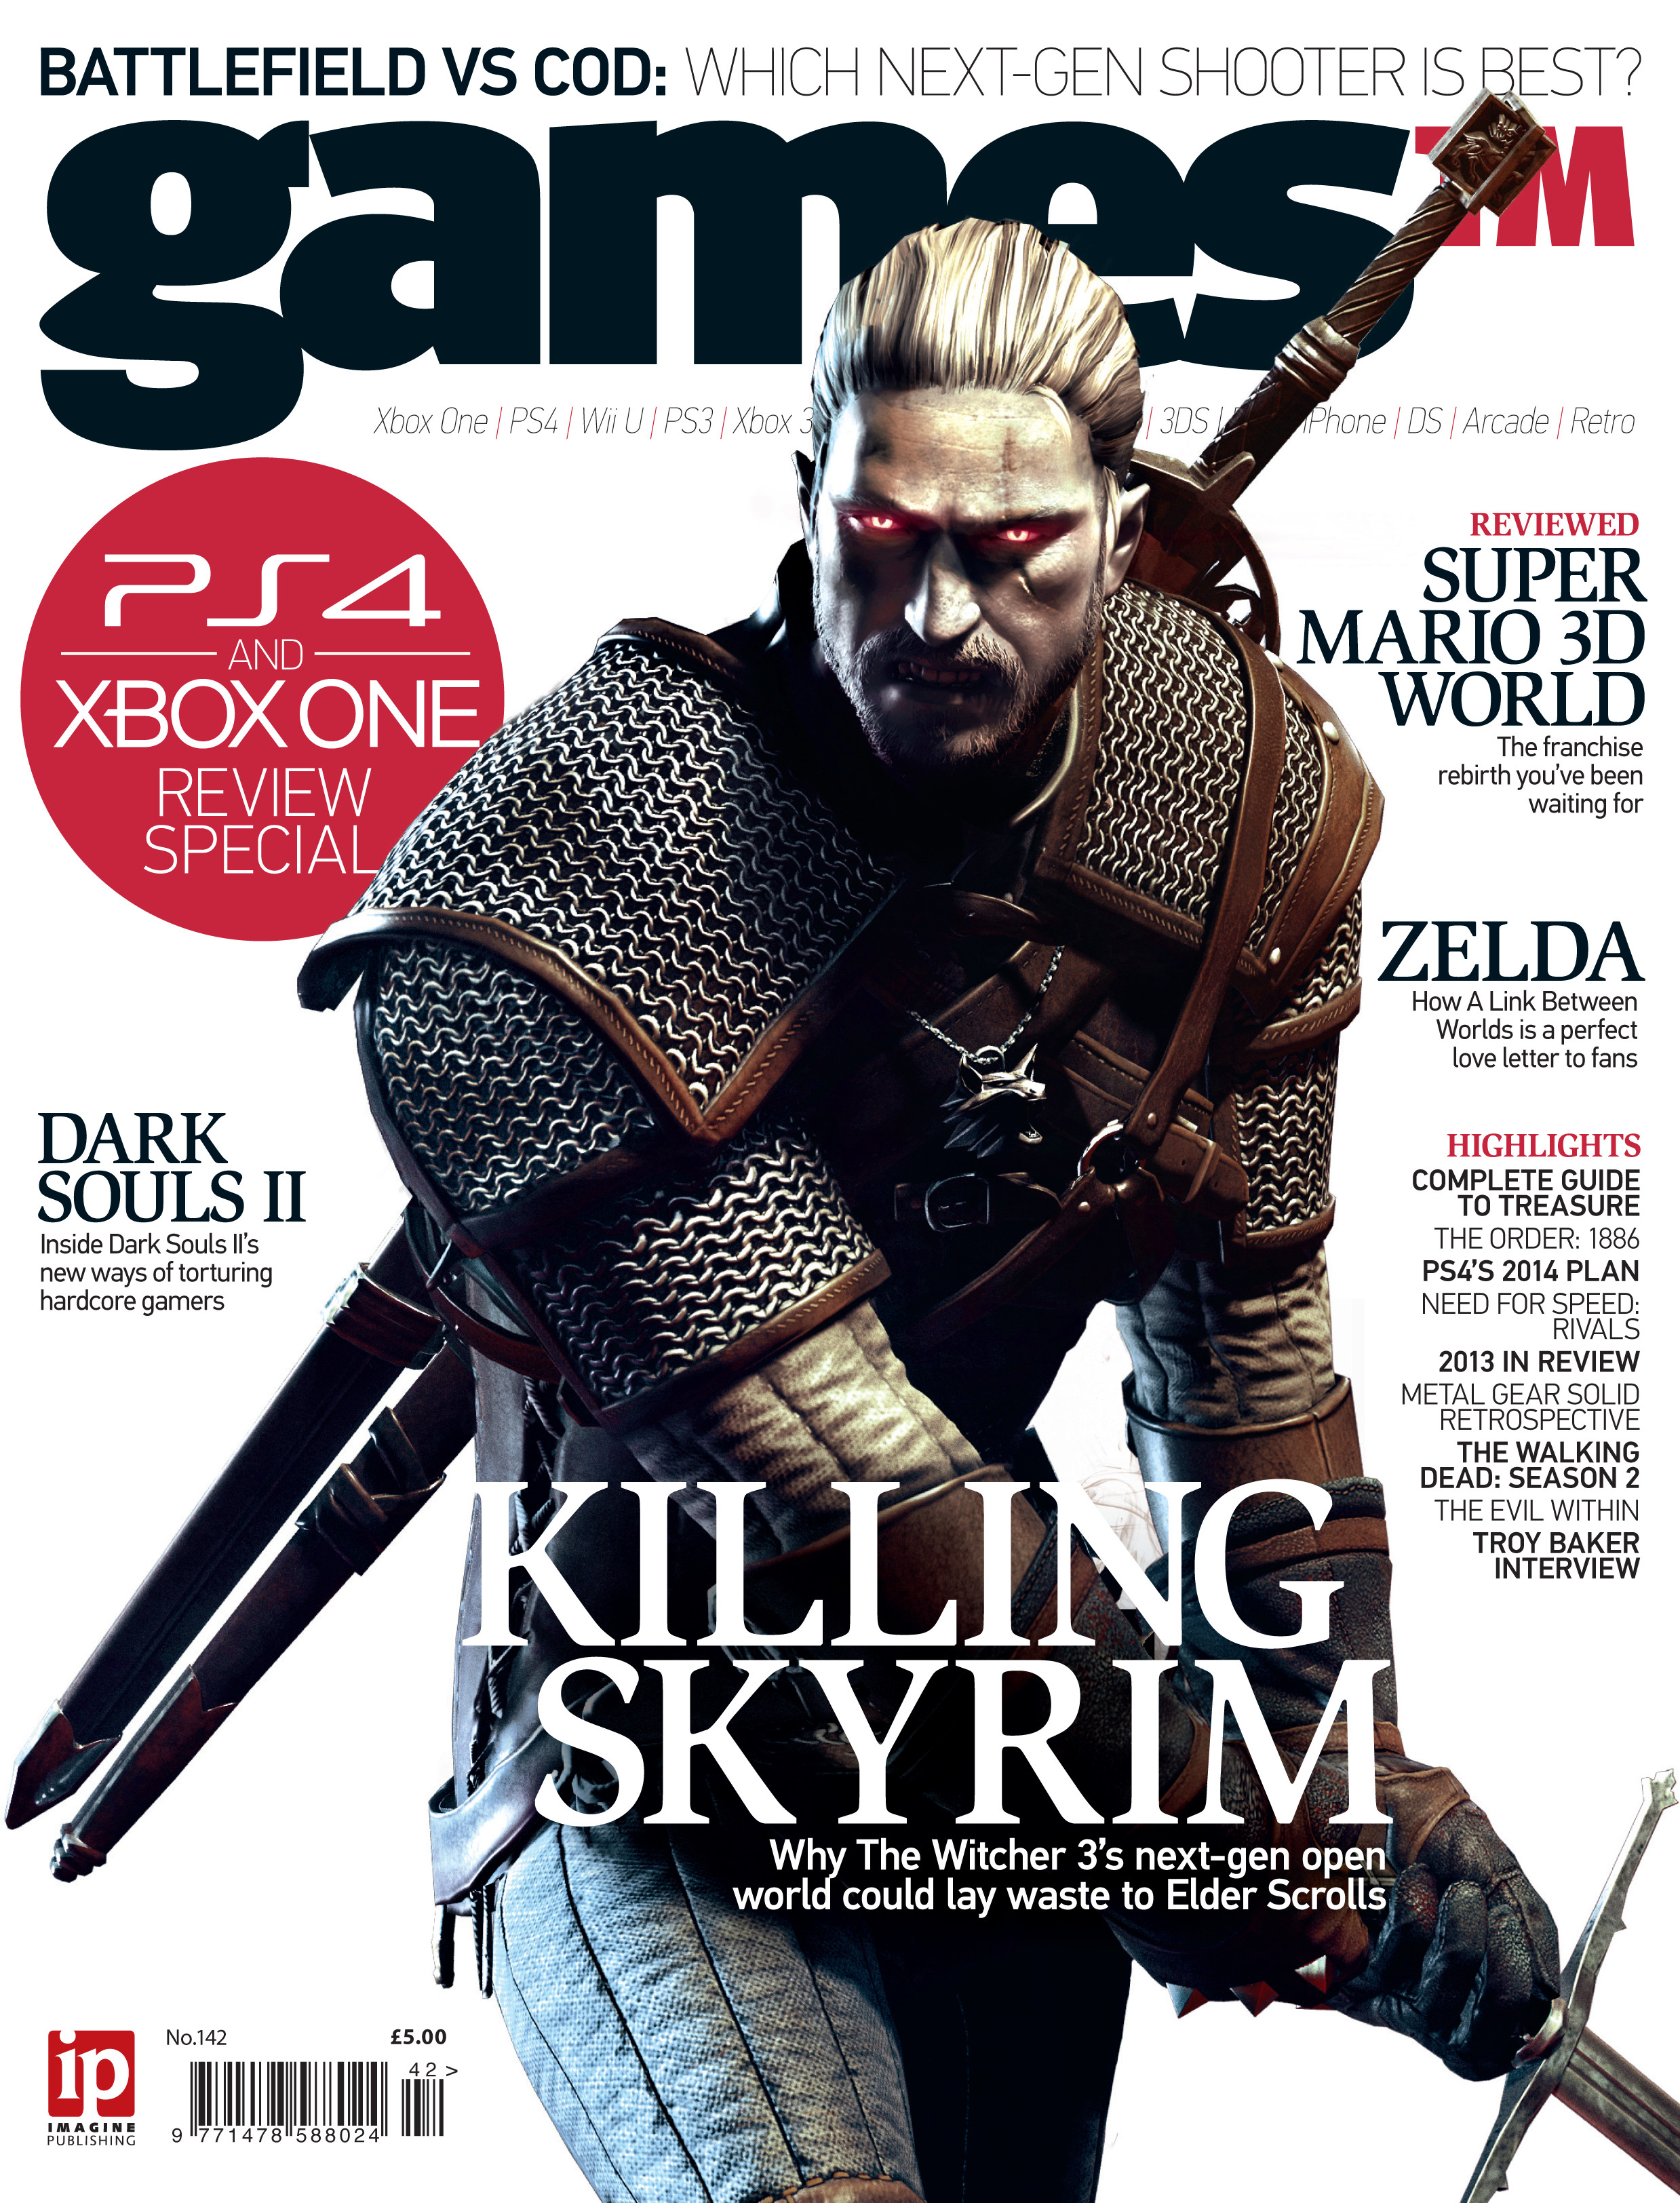 BATTLEFIELD VS COD: WHICH NEXT-GEN SHOOTER IS BEST?
games™
Xbox One | PS4 | Wii U | PS3 | Xbox 3 | 3DS | iPhone | DS | Arcade | Retro
PS4
AND
XBOX ONE
REVIEW
SPECIAL
REVIEWED
SUPER
MARIO 3D
WORLD
The franchise
rebirth you've been
waiting for
ZELDA
How A Link Between
Worlds is a perfect
love letter to fans
DARK
SOULS II
Inside Dark Souls II's
new ways of torturing
hardcore gamers
HIGHLIGHTS
COMPLETE GUIDE
TO TREASURE
THE ORDER: 1886
PS4'S 2014 PLAN
NEED FOR SPEED:
RIVALS
2013 IN REVIEW
METAL GEAR SOLID
RETROSPECTIVE
THE WALKING
DEAD: SEASON 2
THE EVIL WITHIN
TROY BAKER
INTERVIEW
KILLING
SKYRIM
Why The Witcher 3's next-gen open
world could lay waste to Elder Scrolls
ip
IMAGINE
PUBLISHING
No.142
£5.00
42>
9 771478 588024